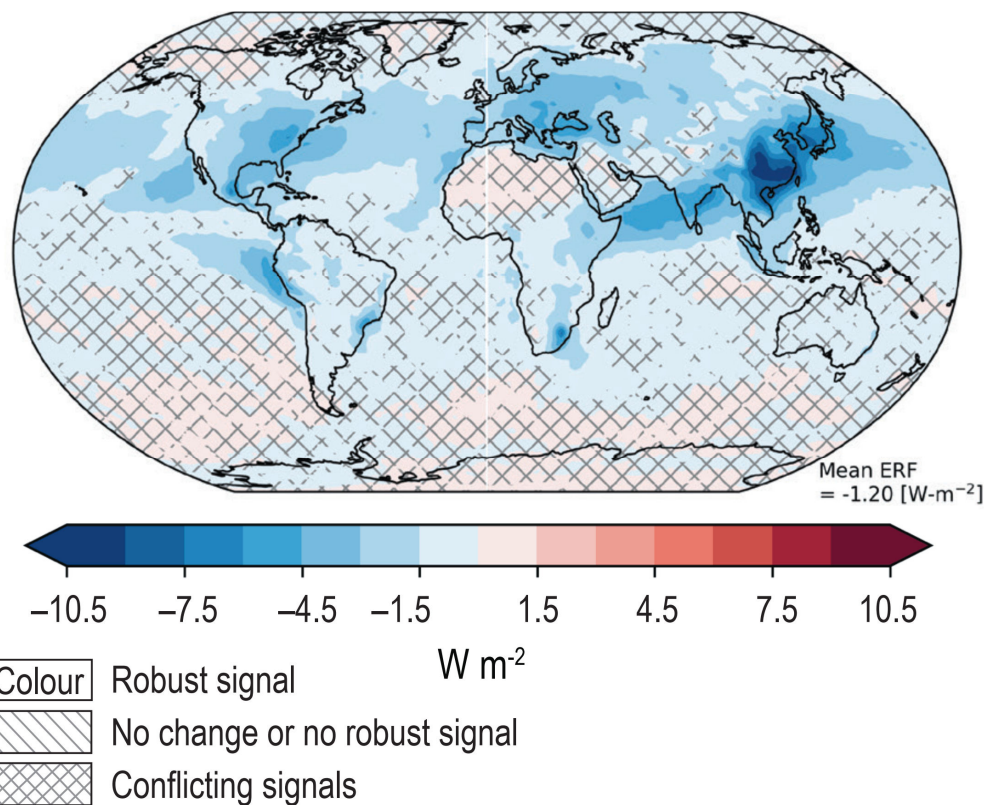 Mean ERF
= -1.20 [W-m⁻²]
–10.5 –7.5 –4.5 –1.5 1.5 4.5 7.5 10.5
W m⁻²
Colour Robust signal
No change or no robust signal
Conflicting signals